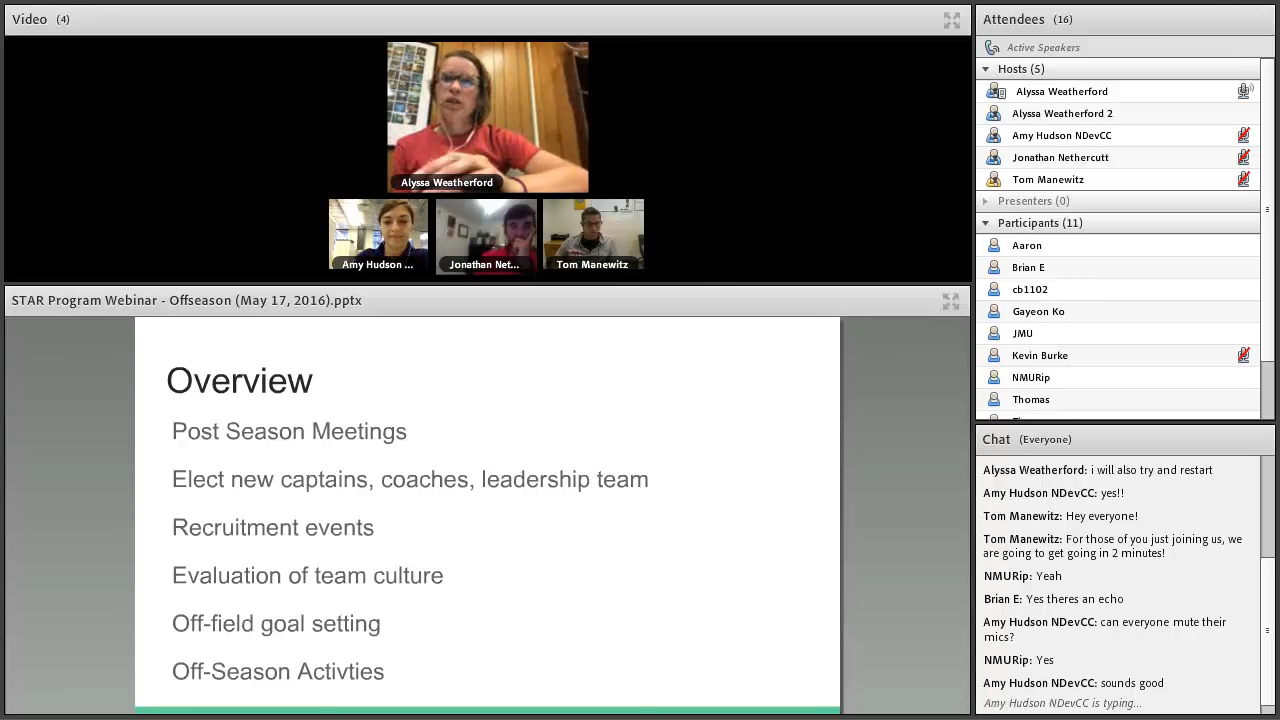 Video (4)
Alyssa Weatherford
Amy Hudson ...
Jonathan Net...
Tom Manewitz
STAR Program Webinar - Offseason (May 17, 2016).pptx
Overview
Post Season Meetings
Elect new captains, coaches, leadership team
Recruitment events
Evaluation of team culture
Off-field goal setting
Off-Season Activties
Attendees (16)
Active Speakers
Hosts (5)
Alyssa Weatherford
Alyssa Weatherford 2
Amy Hudson NDevCC
Jonathan Nethercutt
Tom Manewitz
Presenters (0)
Participants (11)
Aaron
Brian E
cb1102
Gayeon Ko
JMU
Kevin Burke
NMURip
Thomas
Chat (Everyone)
Alyssa Weatherford: i will also try and restart
Amy Hudson NDevCC: yes!!
Tom Manewitz: Hey everyone!
Tom Manewitz: For those of you just joining us, we
are going to get going in 2 minutes!
NMURip: Yeah
Brian E: Yes theres an echo
Amy Hudson NDevCC: can everyone mute their
mics?
NMURip: Yes
Amy Hudson NDevCC: sounds good
Amy Hudson NDevCC is typing...